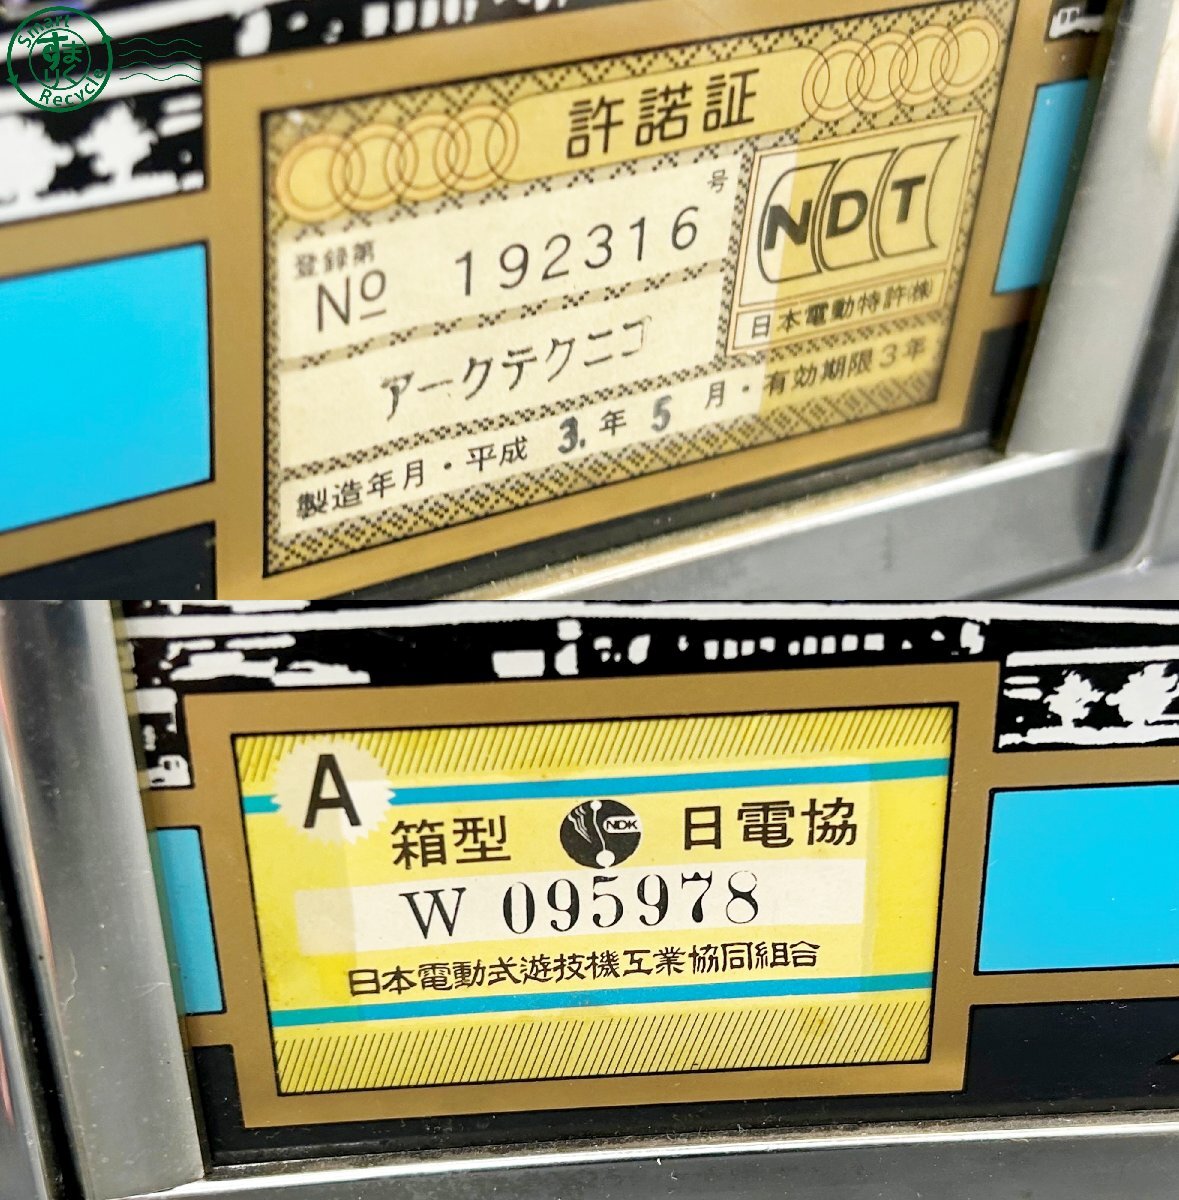 Smart
すまりく
Recycle
許諾証
登録第
No 192316 号
アークテクニコ
製造年月・平成 3.年 5 月・有効期限3年
NDT
日本電動特許(株)
A
箱型 NDK 日電協
W 095978
日本電動式遊技機工業協同組合